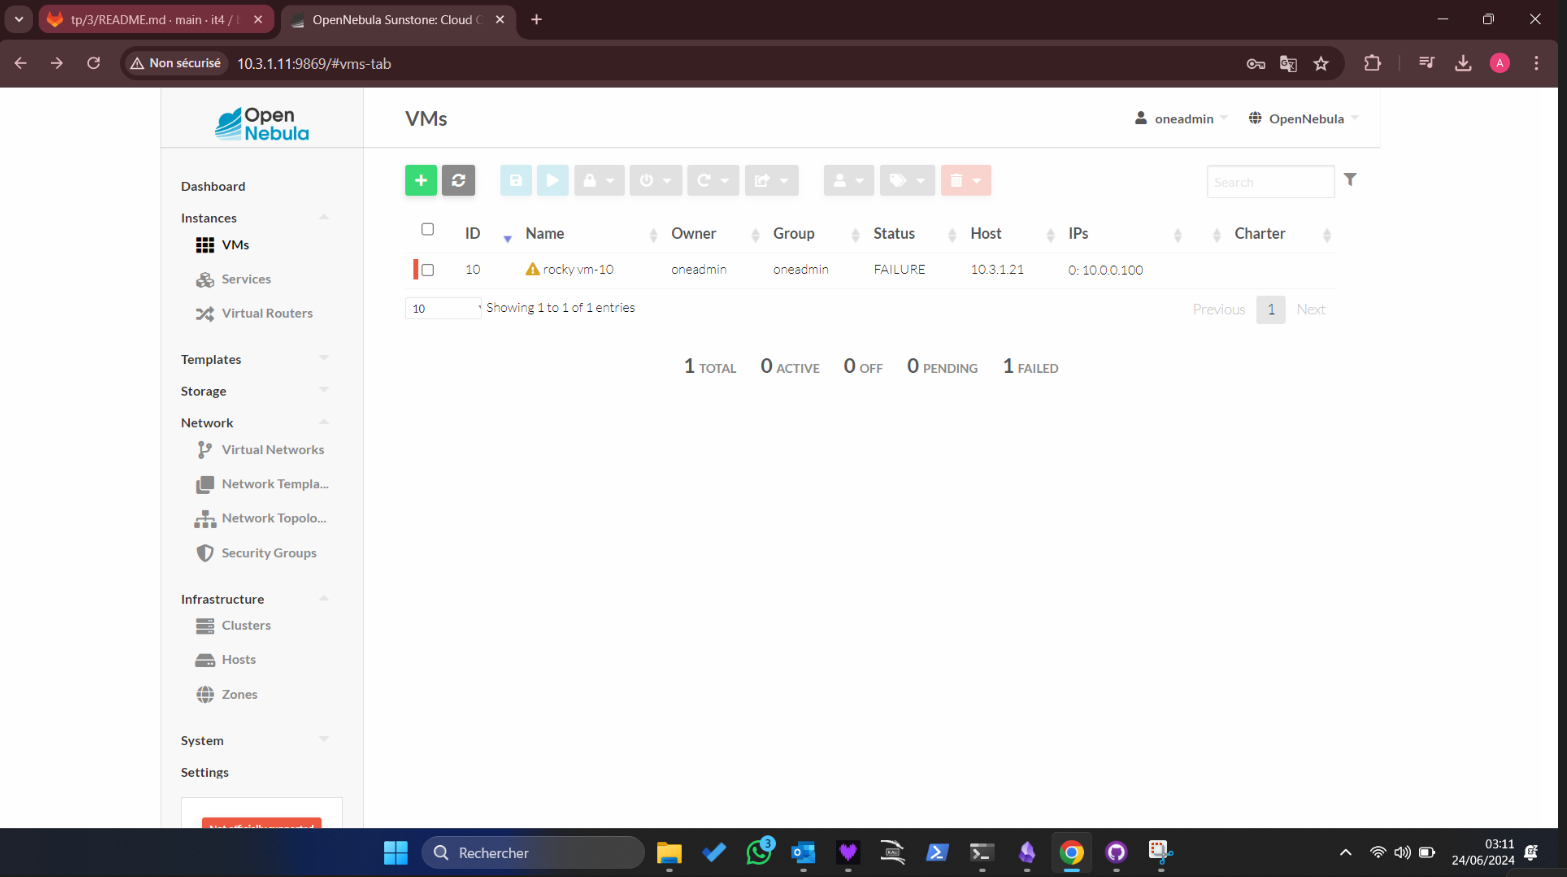 tp/3/README.md · main · it4 /
OpenNebula Sunstone: Cloud
Non sécurisé
10.3.1.11:9869/#vms-tab
A
Open
Nebula
VMs
oneadmin
OpenNebula
Search
Dashboard
Instances
VMs
Services
Virtual Routers
Templates
Storage
Network
Virtual Networks
Network Templa...
Network Topolo...
Security Groups
Infrastructure
Clusters
Hosts
Zones
System
Settings
Not officially supported
ID Name Owner Group Status Host IPs Charter
10 rocky vm-10 oneadmin oneadmin FAILURE 10.3.1.21 0: 10.0.0.100
10 Showing 1 to 1 of 1 entries Previous 1 Next
1 TOTAL 0 ACTIVE 0 OFF 0 PENDING 1 FAILED
Rechercher
3
03:11
24/06/2024